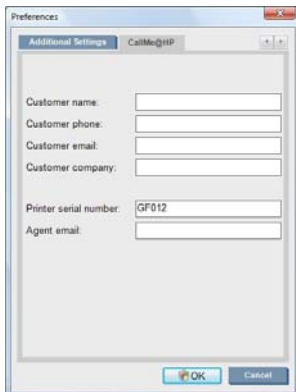 Preferences
Additional Settings CallMe@HP
Customer name:
Customer phone:
Customer email:
Customer company:
Printer serial number: GF012
Agent email:
OK Cancel